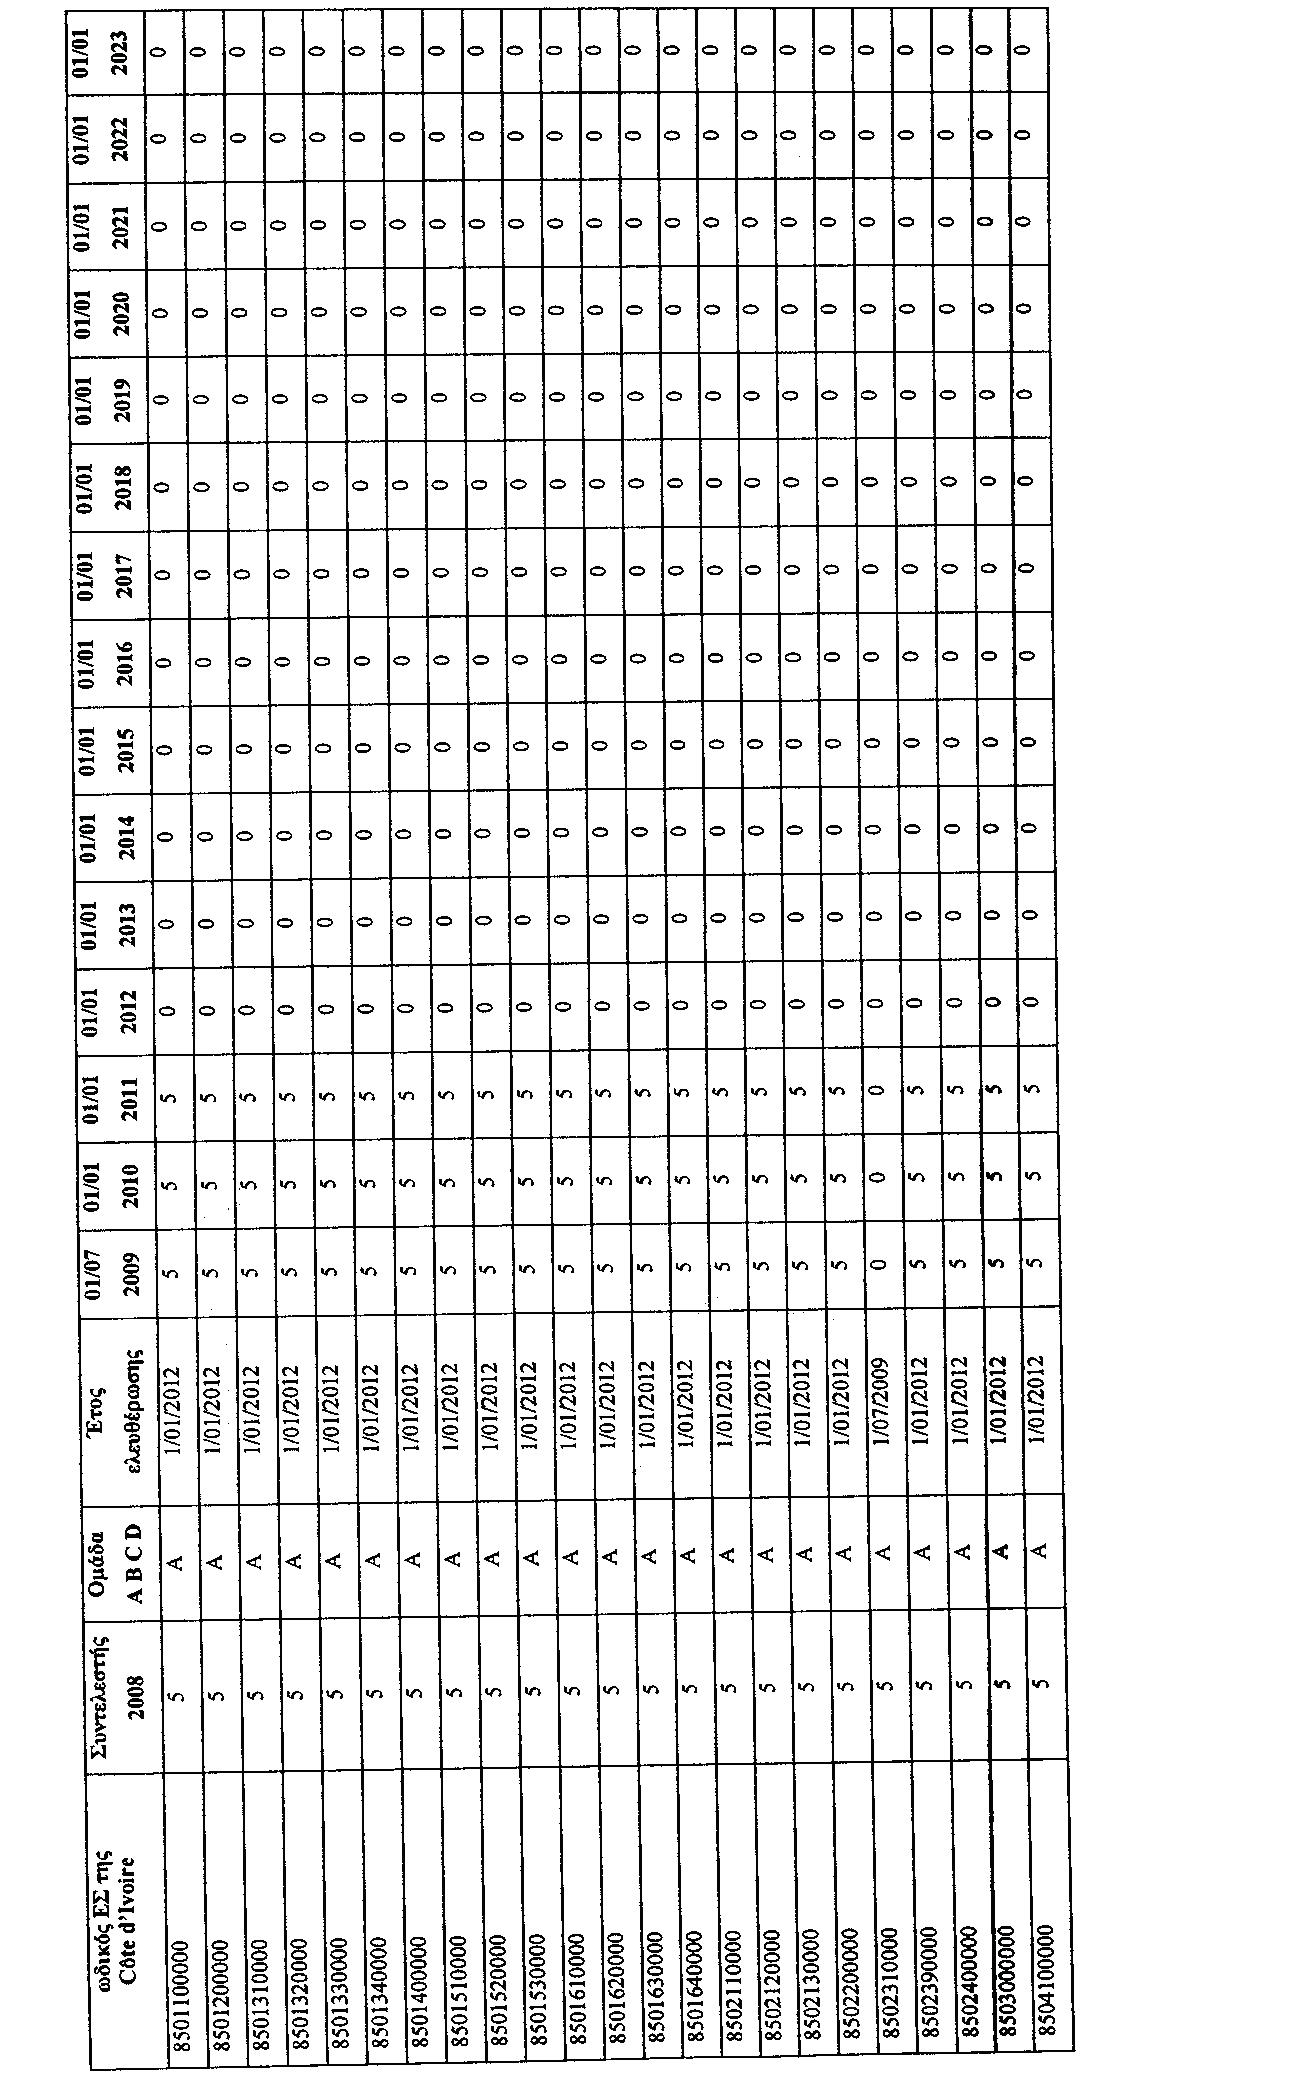 ωδικός ΕΣ της Côte d'Ivoire Συντελεστής 2008 Ομάδα A B C D Έτος ελευθέρωσης 01/07 2009 01/01 2010 01/01 2011 01/01 2012 01/01 2013 01/01 2014 01/01 2015 01/01 2016 01/01 2017 01/01 2018 01/01 2019 01/01 2020 01/01 2021 01/01 2022 01/01 2023
8501100000 5 A 1/01/2012 5 5 5 0 0 0 0 0 0 0 0 0 0 0 0
8501200000 5 A 1/01/2012 5 5 5 0 0 0 0 0 0 0 0 0 0 0 0
8501310000 5 A 1/01/2012 5 5 5 0 0 0 0 0 0 0 0 0 0 0 0
8501320000 5 A 1/01/2012 5 5 5 0 0 0 0 0 0 0 0 0 0 0 0
8501330000 5 A 1/01/2012 5 5 5 0 0 0 0 0 0 0 0 0 0 0 0
8501340000 5 A 1/01/2012 5 5 5 0 0 0 0 0 0 0 0 0 0 0 0
8501400000 5 A 1/01/2012 5 5 5 0 0 0 0 0 0 0 0 0 0 0 0
8501510000 5 A 1/01/2012 5 5 5 0 0 0 0 0 0 0 0 0 0 0 0
8501520000 5 A 1/01/2012 5 5 5 0 0 0 0 0 0 0 0 0 0 0 0
8501530000 5 A 1/01/2012 5 5 5 0 0 0 0 0 0 0 0 0 0 0 0
8501610000 5 A 1/01/2012 5 5 5 0 0 0 0 0 0 0 0 0 0 0 0
8501620000 5 A 1/01/2012 5 5 5 0 0 0 0 0 0 0 0 0 0 0 0
8501630000 5 A 1/01/2012 5 5 5 0 0 0 0 0 0 0 0 0 0 0 0
8501640000 5 A 1/01/2012 5 5 5 0 0 0 0 0 0 0 0 0 0 0 0
8502110000 5 A 1/01/2012 5 5 5 0 0 0 0 0 0 0 0 0 0 0 0
8502120000 5 A 1/01/2012 5 5 5 0 0 0 0 0 0 0 0 0 0 0 0
8502130000 5 A 1/01/2012 5 5 5 0 0 0 0 0 0 0 0 0 0 0 0
8502200000 5 A 1/01/2012 5 5 5 0 0 0 0 0 0 0 0 0 0 0 0
8502310000 5 A 1/07/2009 0 0 0 0 0 0 0 0 0 0 0 0 0 0 0
8502390000 5 A 1/01/2012 5 5 5 0 0 0 0 0 0 0 0 0 0 0 0
8502400000 5 A 1/01/2012 5 5 5 0 0 0 0 0 0 0 0 0 0 0 0
8503000000 5 A 1/01/2012 5 5 5 0 0 0 0 0 0 0 0 0 0 0 0
8504100000 5 A 1/01/2012 5 5 5 0 0 0 0 0 0 0 0 0 0 0 0